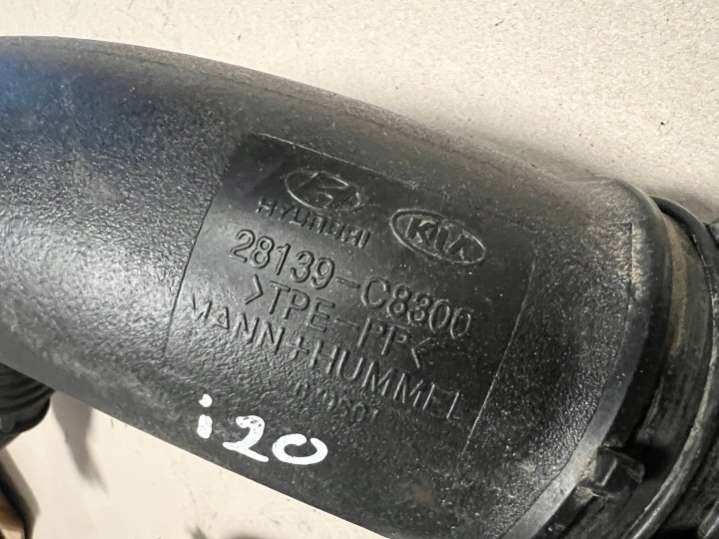 HYUNDAI KIA
28139-C8300
>TPE-PP<
MANN+HUMMEL
i20